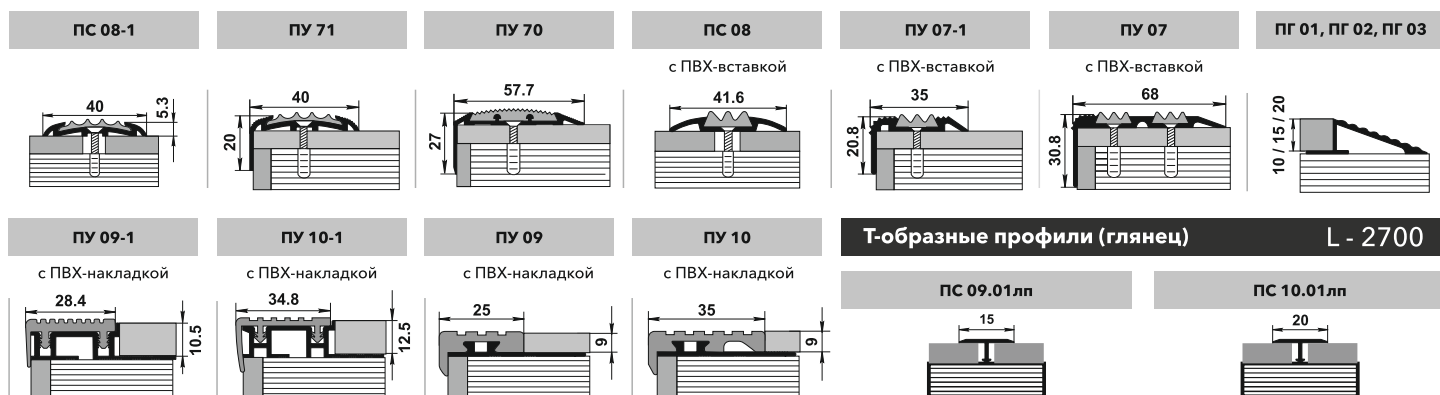 ПС 08-1
40
5.3
ПУ 71
40
20
ПУ 70
57.7
27
ПС 08
с ПВХ-вставкой
41.6
ПУ 07-1
с ПВХ-вставкой
35
20.8
ПУ 07
с ПВХ-вставкой
68
30.8
ПГ 01, ПГ 02, ПГ 03
10 / 15 / 20
ПУ 09-1
с ПВХ-накладкой
28.4
10.5
ПУ 10-1
с ПВХ-накладкой
34.8
12.5
ПУ 09
с ПВХ-накладкой
25
9
ПУ 10
с ПВХ-накладкой
35
9
Т-образные профили (глянец) L - 2700
ПС 09.01лп
15
ПС 10.01лп
20